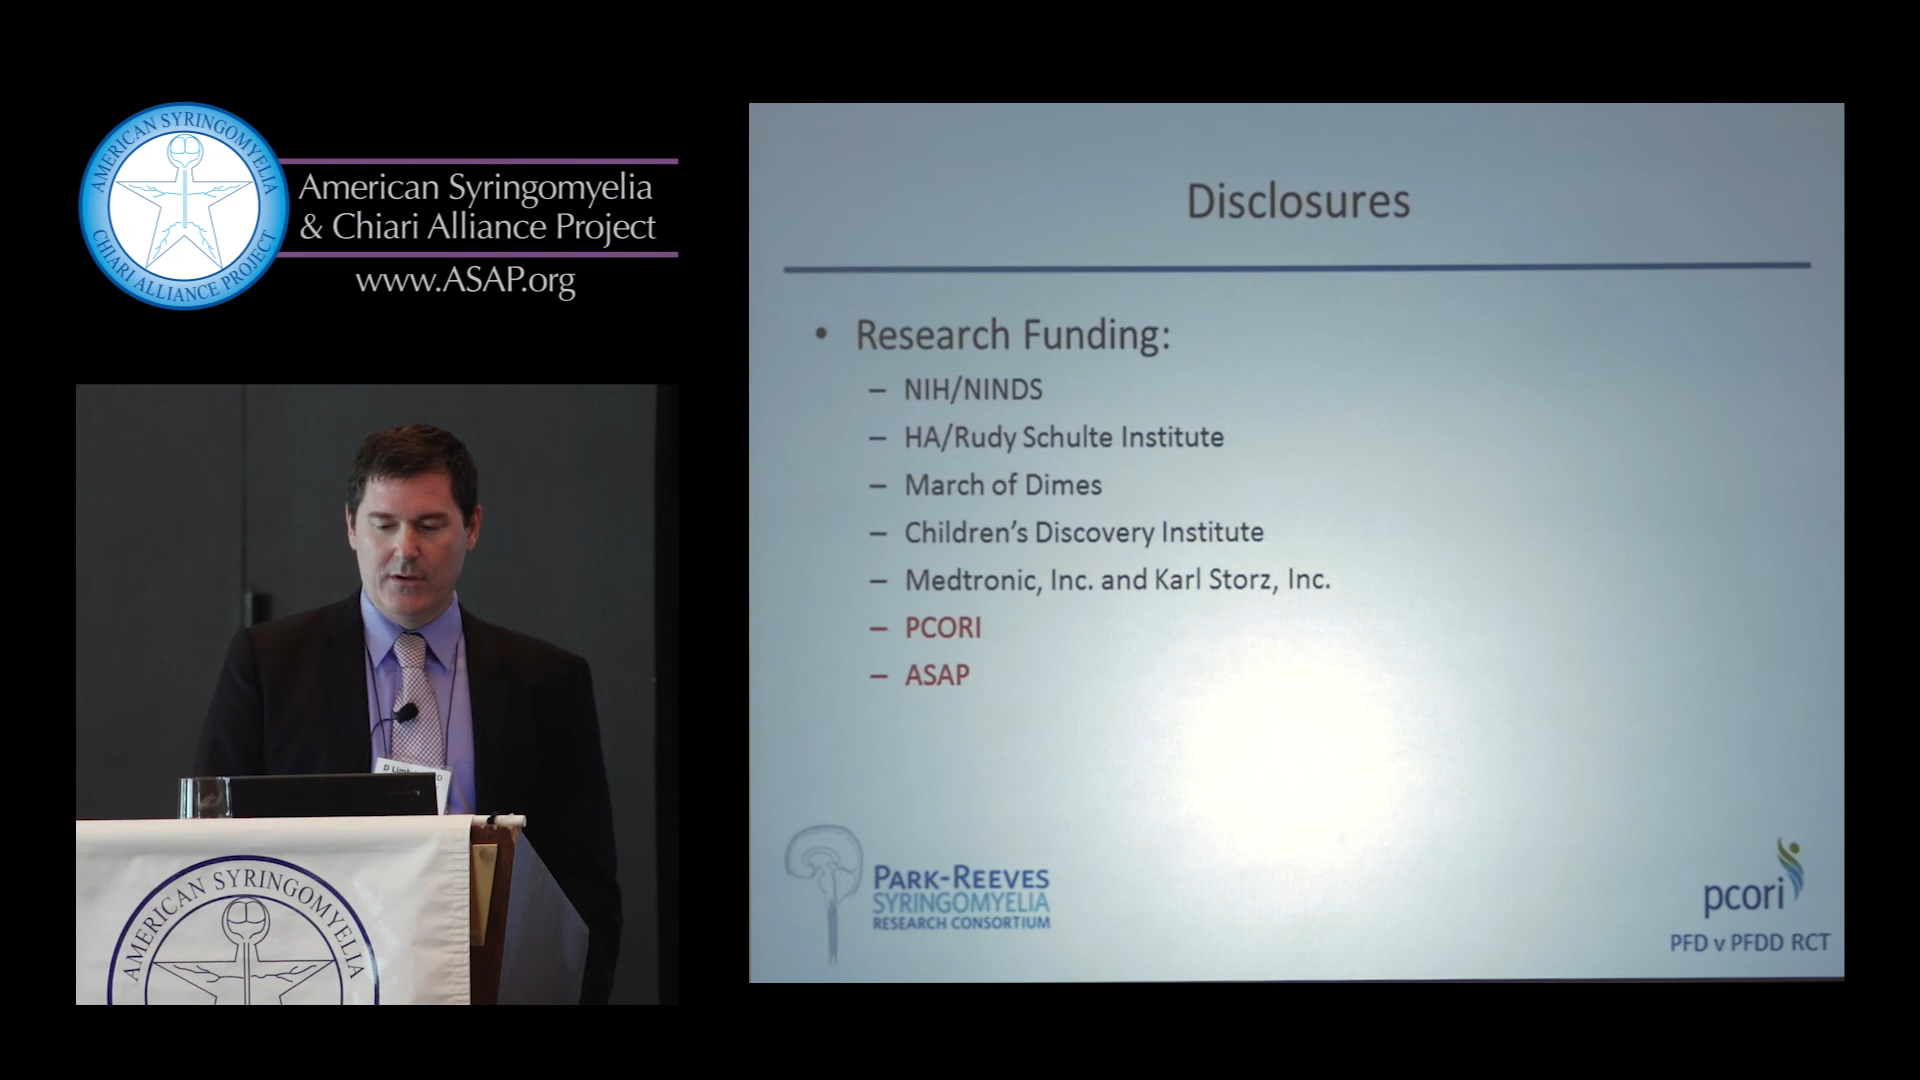 AMERICAN SYRINGOMYELIA
CHIARI ALLIANCE PROJECT
American Syringomyelia
& Chiari Alliance Project
www.ASAP.org
Disclosures
• Research Funding:
– NIH/NINDS
– HA/Rudy Schulte Institute
– March of Dimes
– Children's Discovery Institute
– Medtronic, Inc. and Karl Storz, Inc.
– PCORI
– ASAP
PARK-REEVES
SYRINGOMYELIA
RESEARCH CONSORTIUM
pcori
PFD v PFDD RCT
AMERICAN SYRINGOMYELIA